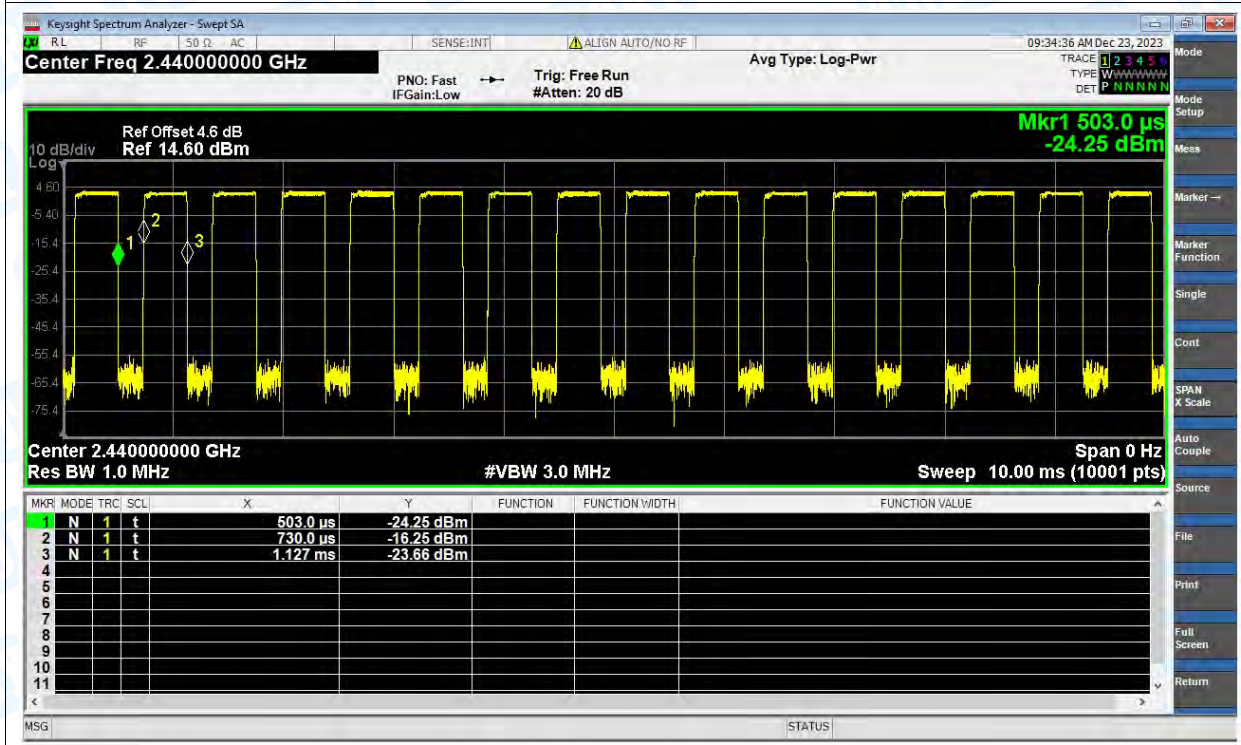 Keysight Spectrum Analyzer - Swept SA
LXI RL RF 50 Ω AC SENSE:INT ALIGN AUTO/NO RF 09:34:36 AM Dec 23, 2023
Center Freq 2.440000000 GHz
PNO: Fast
IFGain:Low
Trig: Free Run
#Atten: 20 dB
Avg Type: Log-Pwr
TRACE 1 2 3 4 5 6
TYPE WWWWWW
DET P N N N N N
Ref Offset 4.6 dB
10 dB/div Ref 14.60 dBm
Log
Mkr1 503.0 µs
-24.25 dBm
4.60
-5.40
-15.4
-25.4
-35.4
-45.4
-55.4
-65.4
-75.4
1
2
3
Center 2.440000000 GHz Span 0 Hz
Res BW 1.0 MHz #VBW 3.0 MHz Sweep 10.00 ms (10001 pts)
MKR MODE TRC SCL X Y FUNCTION FUNCTION WIDTH FUNCTION VALUE
1 N 1 t 503.0 µs -24.25 dBm
2 N 1 t 730.0 µs -16.25 dBm
3 N 1 t 1.127 ms -23.66 dBm
4
5
6
7
8
9
10
11
MSG STATUS
Mode
Mode
Setup
Meas
Marker→
Marker
Function
Single
Cont
SPAN
X Scale
Auto
Couple
Source
File
Print
Full
Screen
Return